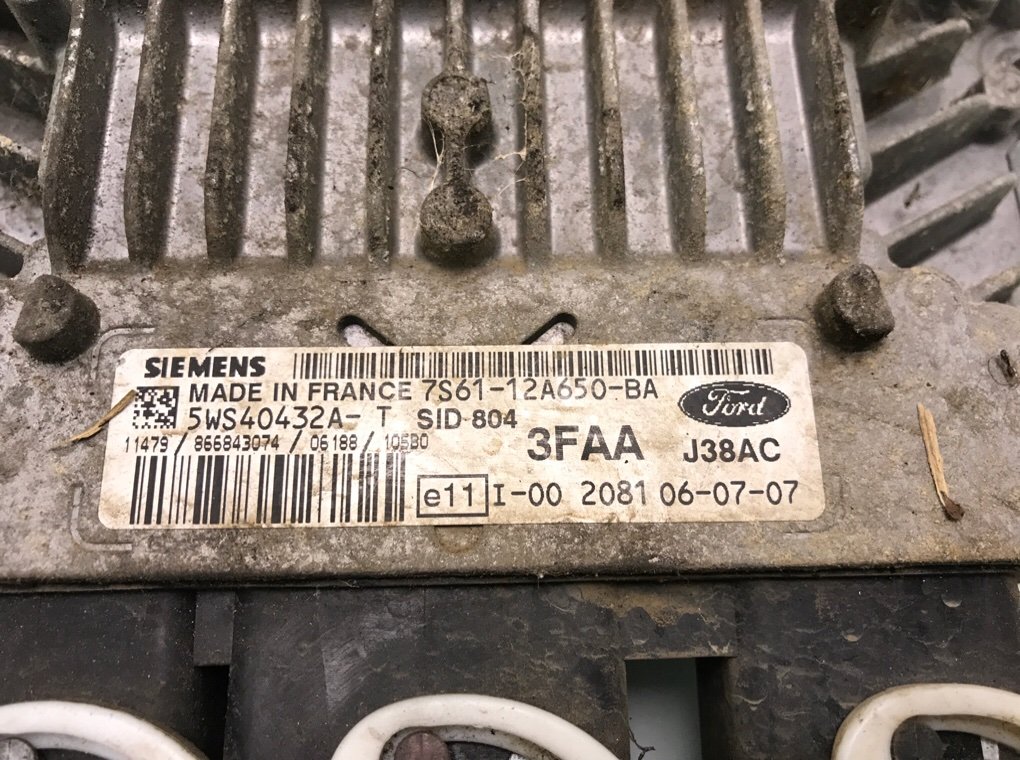 SIEMENS
MADE IN FRANCE 7S61-12A650-BA
Ford
5WS40432A- T SID 804
3FAA J38AC
11479 / 866843074 / 06188 / 10580
e11 I-00 2081 06-07-07